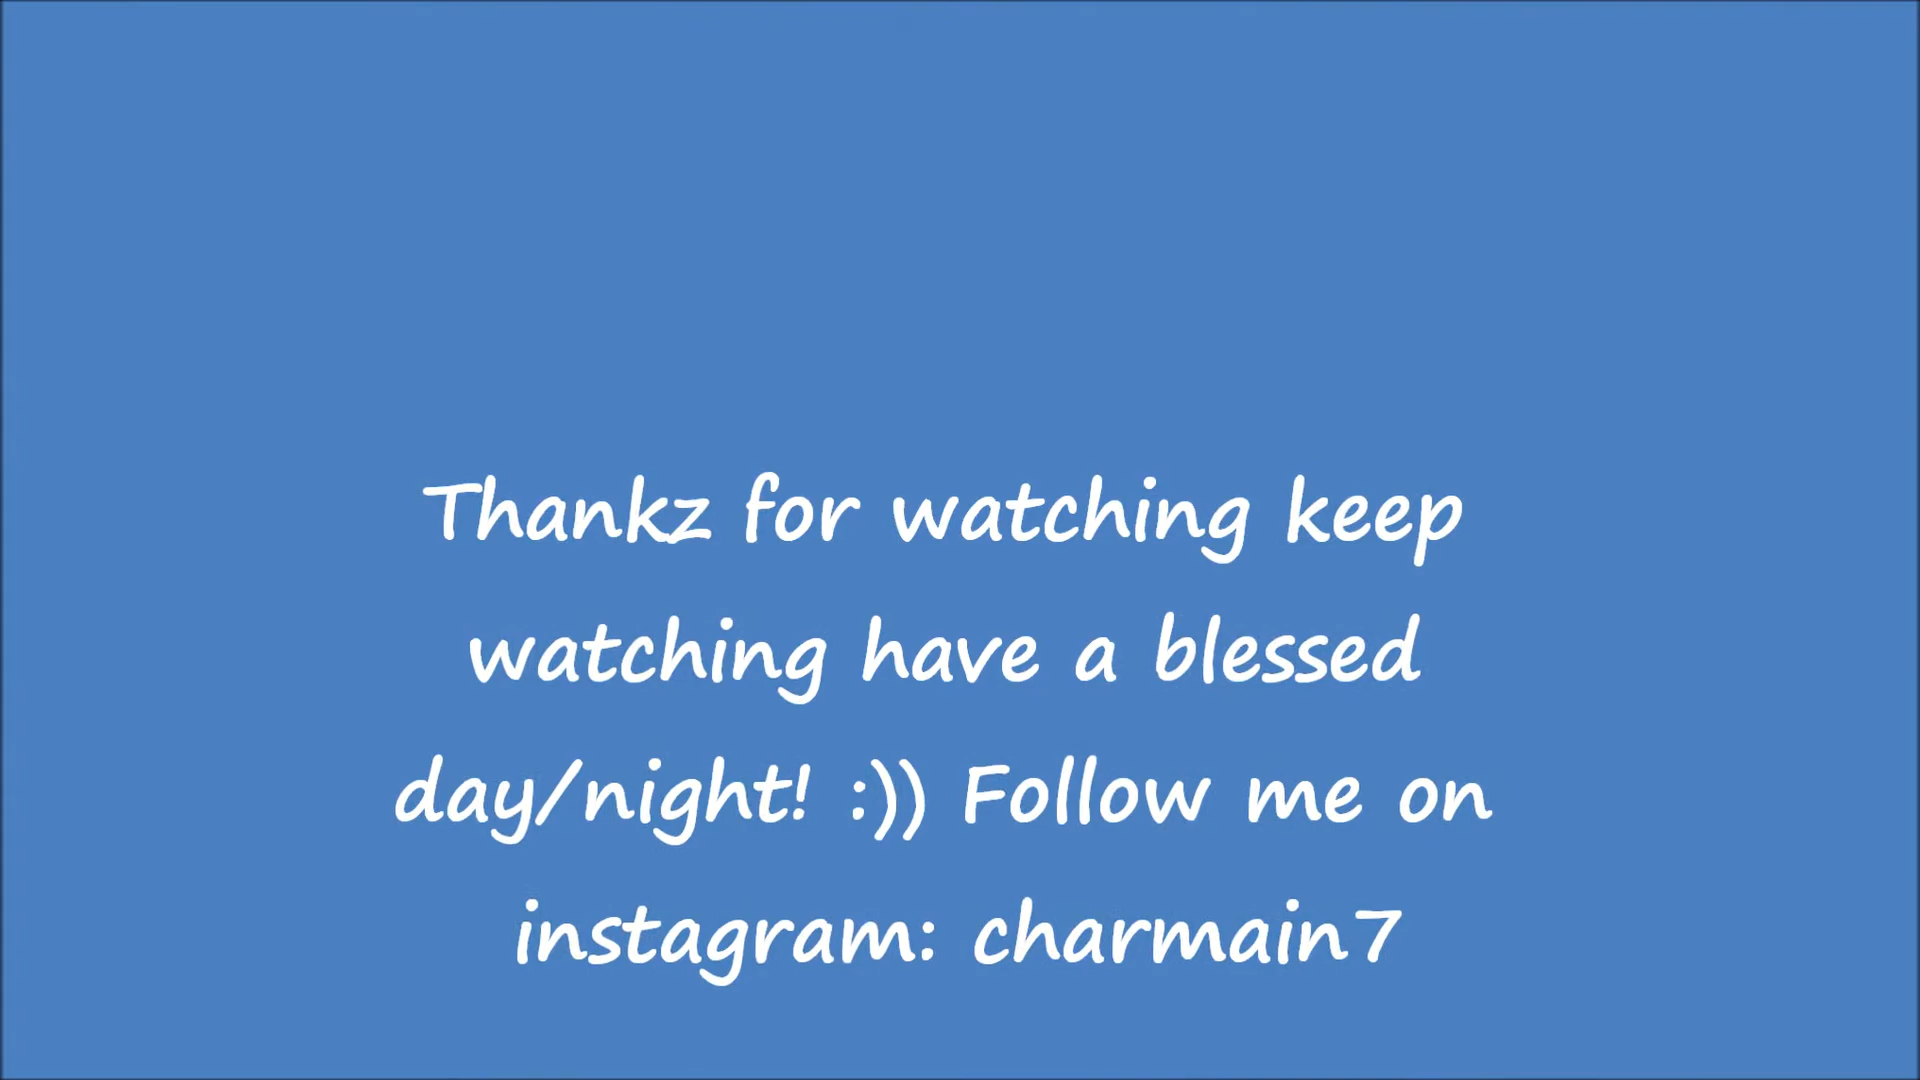 Thankz for watching keep
watching have a blessed
day/night! :)) Follow me on
instagram: charmain7